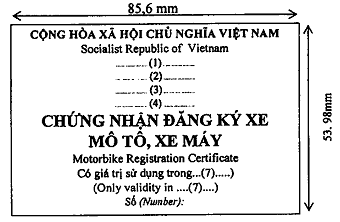 85,6 mm
CỘNG HÒA XÃ HỘI CHỦ NGHĨA VIỆT NAM
Socialist Republic of Vietnam
.........(1)..........
.........(2)..........
.........(3)..........
.........(4)..........
CHỨNG NHẬN ĐĂNG KÝ XE
MÔ TÔ, XE MÁY
Motorbike Registration Certificate
Có giá trị sử dụng trong...(7).....)
(Only validity in ....(7)....)
Số (Number):
53. 98mm